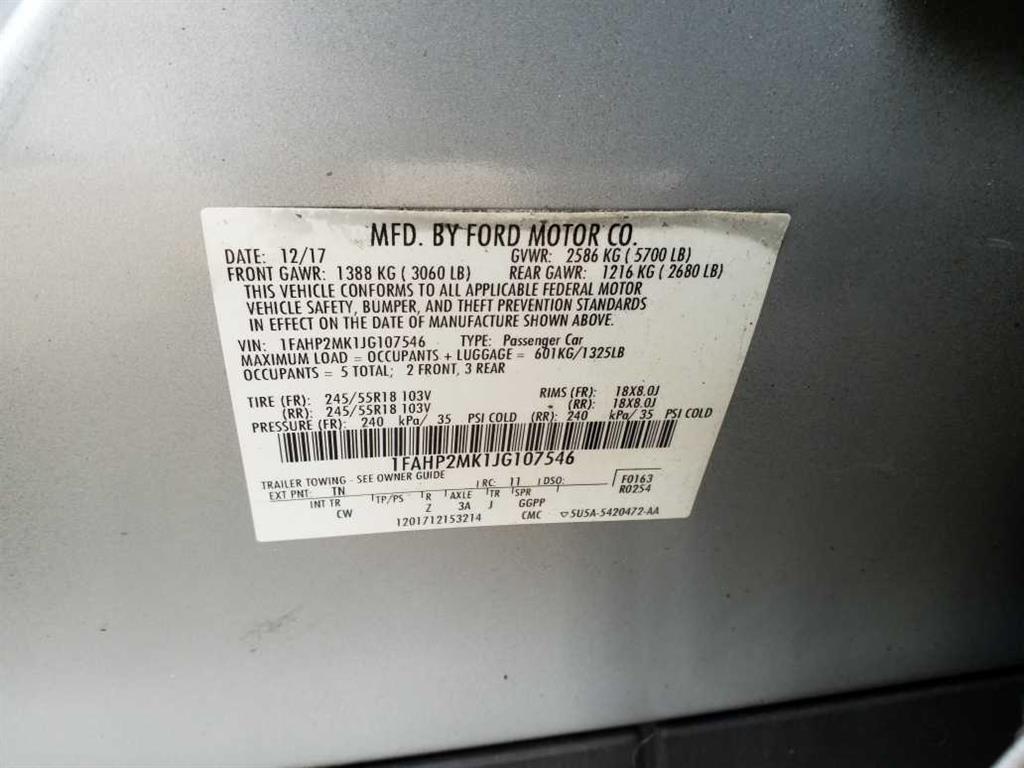 MFD. BY FORD MOTOR CO.
DATE: 12/17 GVWR: 2586 KG ( 5700 LB)
FRONT GAWR: 1388 KG ( 3060 LB) REAR GAWR: 1216 KG ( 2680 LB)
THIS VEHICLE CONFORMS TO ALL APPLICABLE FEDERAL MOTOR
VEHICLE SAFETY, BUMPER, AND THEFT PREVENTION STANDARDS
IN EFFECT ON THE DATE OF MANUFACTURE SHOWN ABOVE.
VIN: 1FAHP2MK1JG107546 TYPE: Passenger Car
MAXIMUM LOAD = OCCUPANTS + LUGGAGE = 601KG/1325LB
OCCUPANTS = 5 TOTAL; 2 FRONT, 3 REAR
TIRE (FR): 245/55R18 103V RIMS (FR): 18X8.0J
(RR): 245/55R18 103V (RR): 18X8.0J
PRESSURE (FR): 240 kPa/ 35 PSI COLD (RR): 240 kPa/ 35 PSI COLD
1FAHP2MK1JG107546
TRAILER TOWING - SEE OWNER GUIDE
EXT PNT: TN RC: 11 DSO: F0163
INT TR TP/PS R AXLE TR SPR R0254
CW Z 3A J GGPP
1201712153214 CMC ▽5U5A-5420472-AA